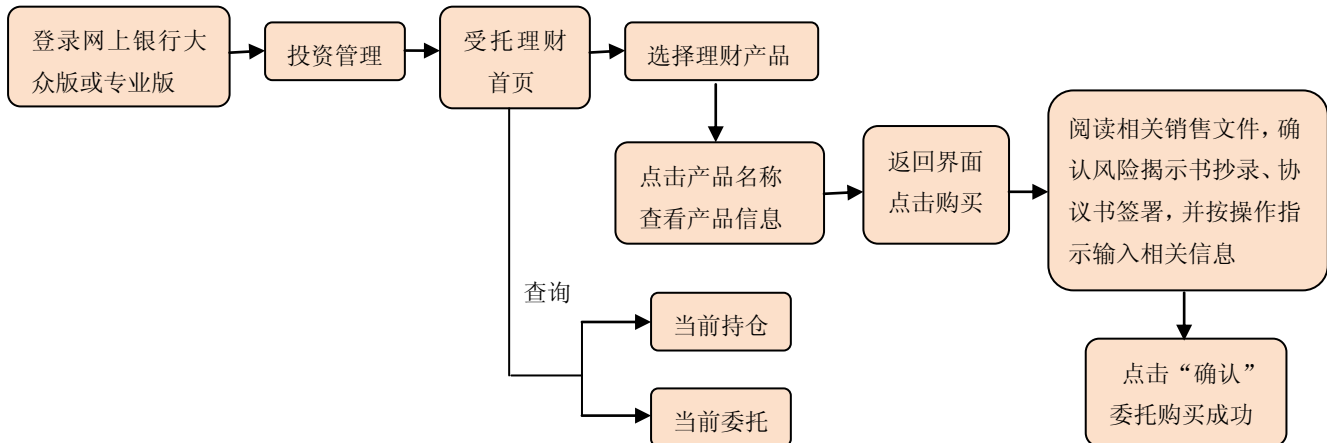 登录网上银行大
众版或专业版
投资管理
受托理财
首页
选择理财产品
点击产品名称
查看产品信息
返回界面
点击购买
阅读相关销售文件，确
认风险揭示书抄录、协
议书签署，并按操作指
示输入相关信息
查询
当前持仓
当前委托
点击“确认”
委托购买成功